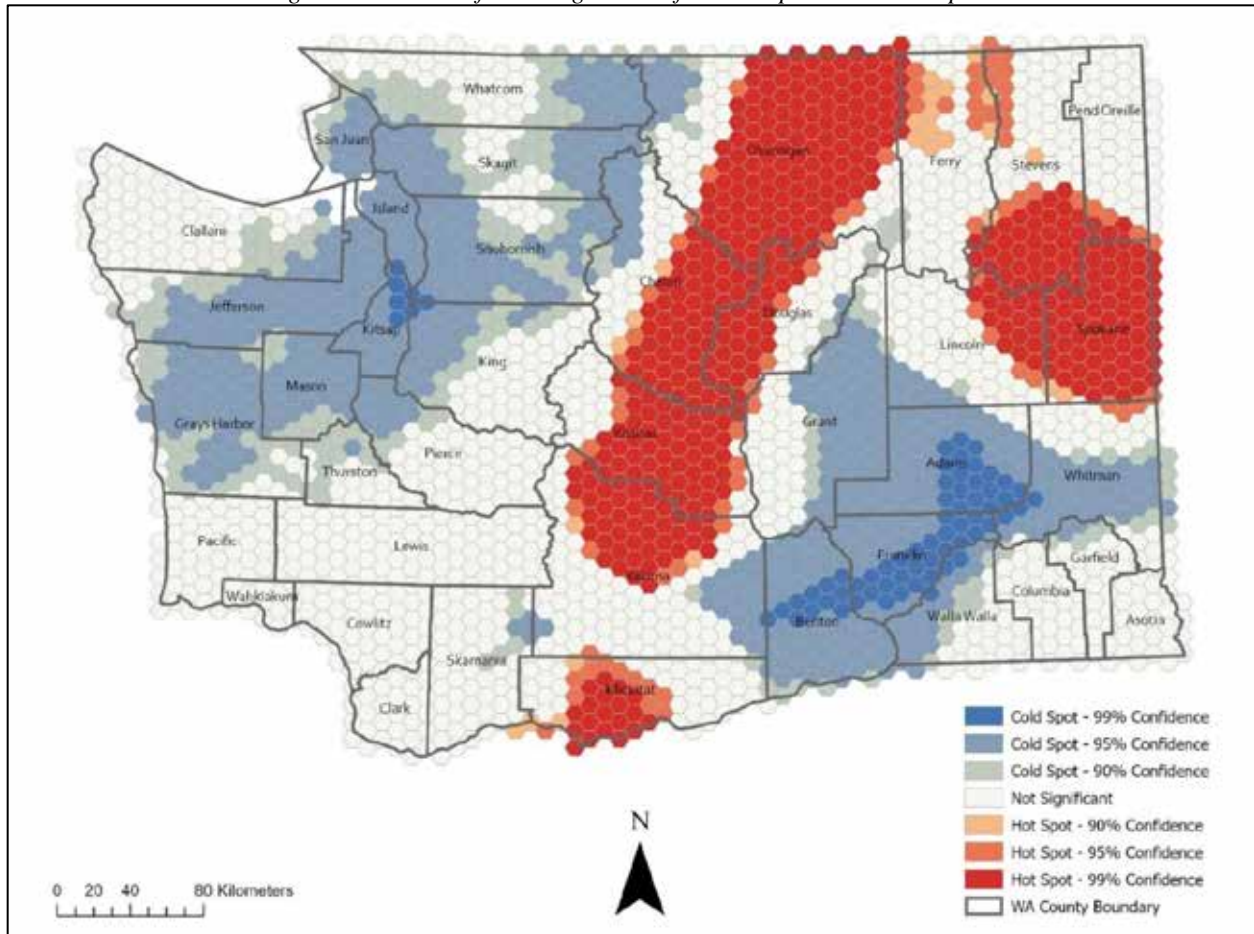 Whatcom
San Juan
Skagit
Okanogan
Ferry
Stevens
Pend Oreille
Island
Clallam
Snohomish
Chelan
Jefferson
Kitsap
Douglas
Spokane
King
Lincoln
Mason
Grays Harbor
Kittitas
Grant
Pierce
Thurston
Adams
Whitman
Pacific
Lewis
Franklin
Garfield
Yakima
Columbia
Wahkiakum
Benton
Walla Walla
Asotin
Cowlitz
Skamania
Klickitat
Clark
Cold Spot - 99% Confidence
Cold Spot - 95% Confidence
Cold Spot - 90% Confidence
Not Significant
Hot Spot - 90% Confidence
Hot Spot - 95% Confidence
Hot Spot - 99% Confidence
WA County Boundary
N
0 20 40 80 Kilometers